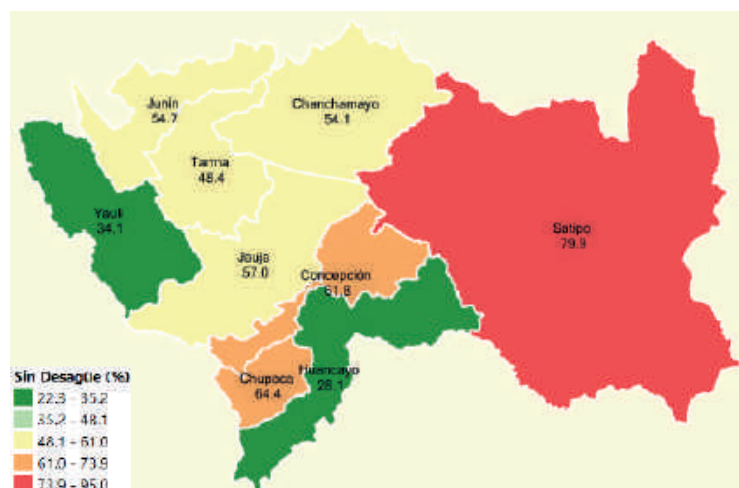 Junín
54.7
Chanchamayo
54.1
Tarma
48.4
Yauli
34.1
Satipo
79.9
Jauja
57.0
Concepción
61.8
Huancayo
28.1
Chupaca
64.4
Sin Desagüe (%)
22.3 - 35.2
35.2 - 48.1
48.1 - 61.0
61.0 - 73.9
73.9 - 95.0